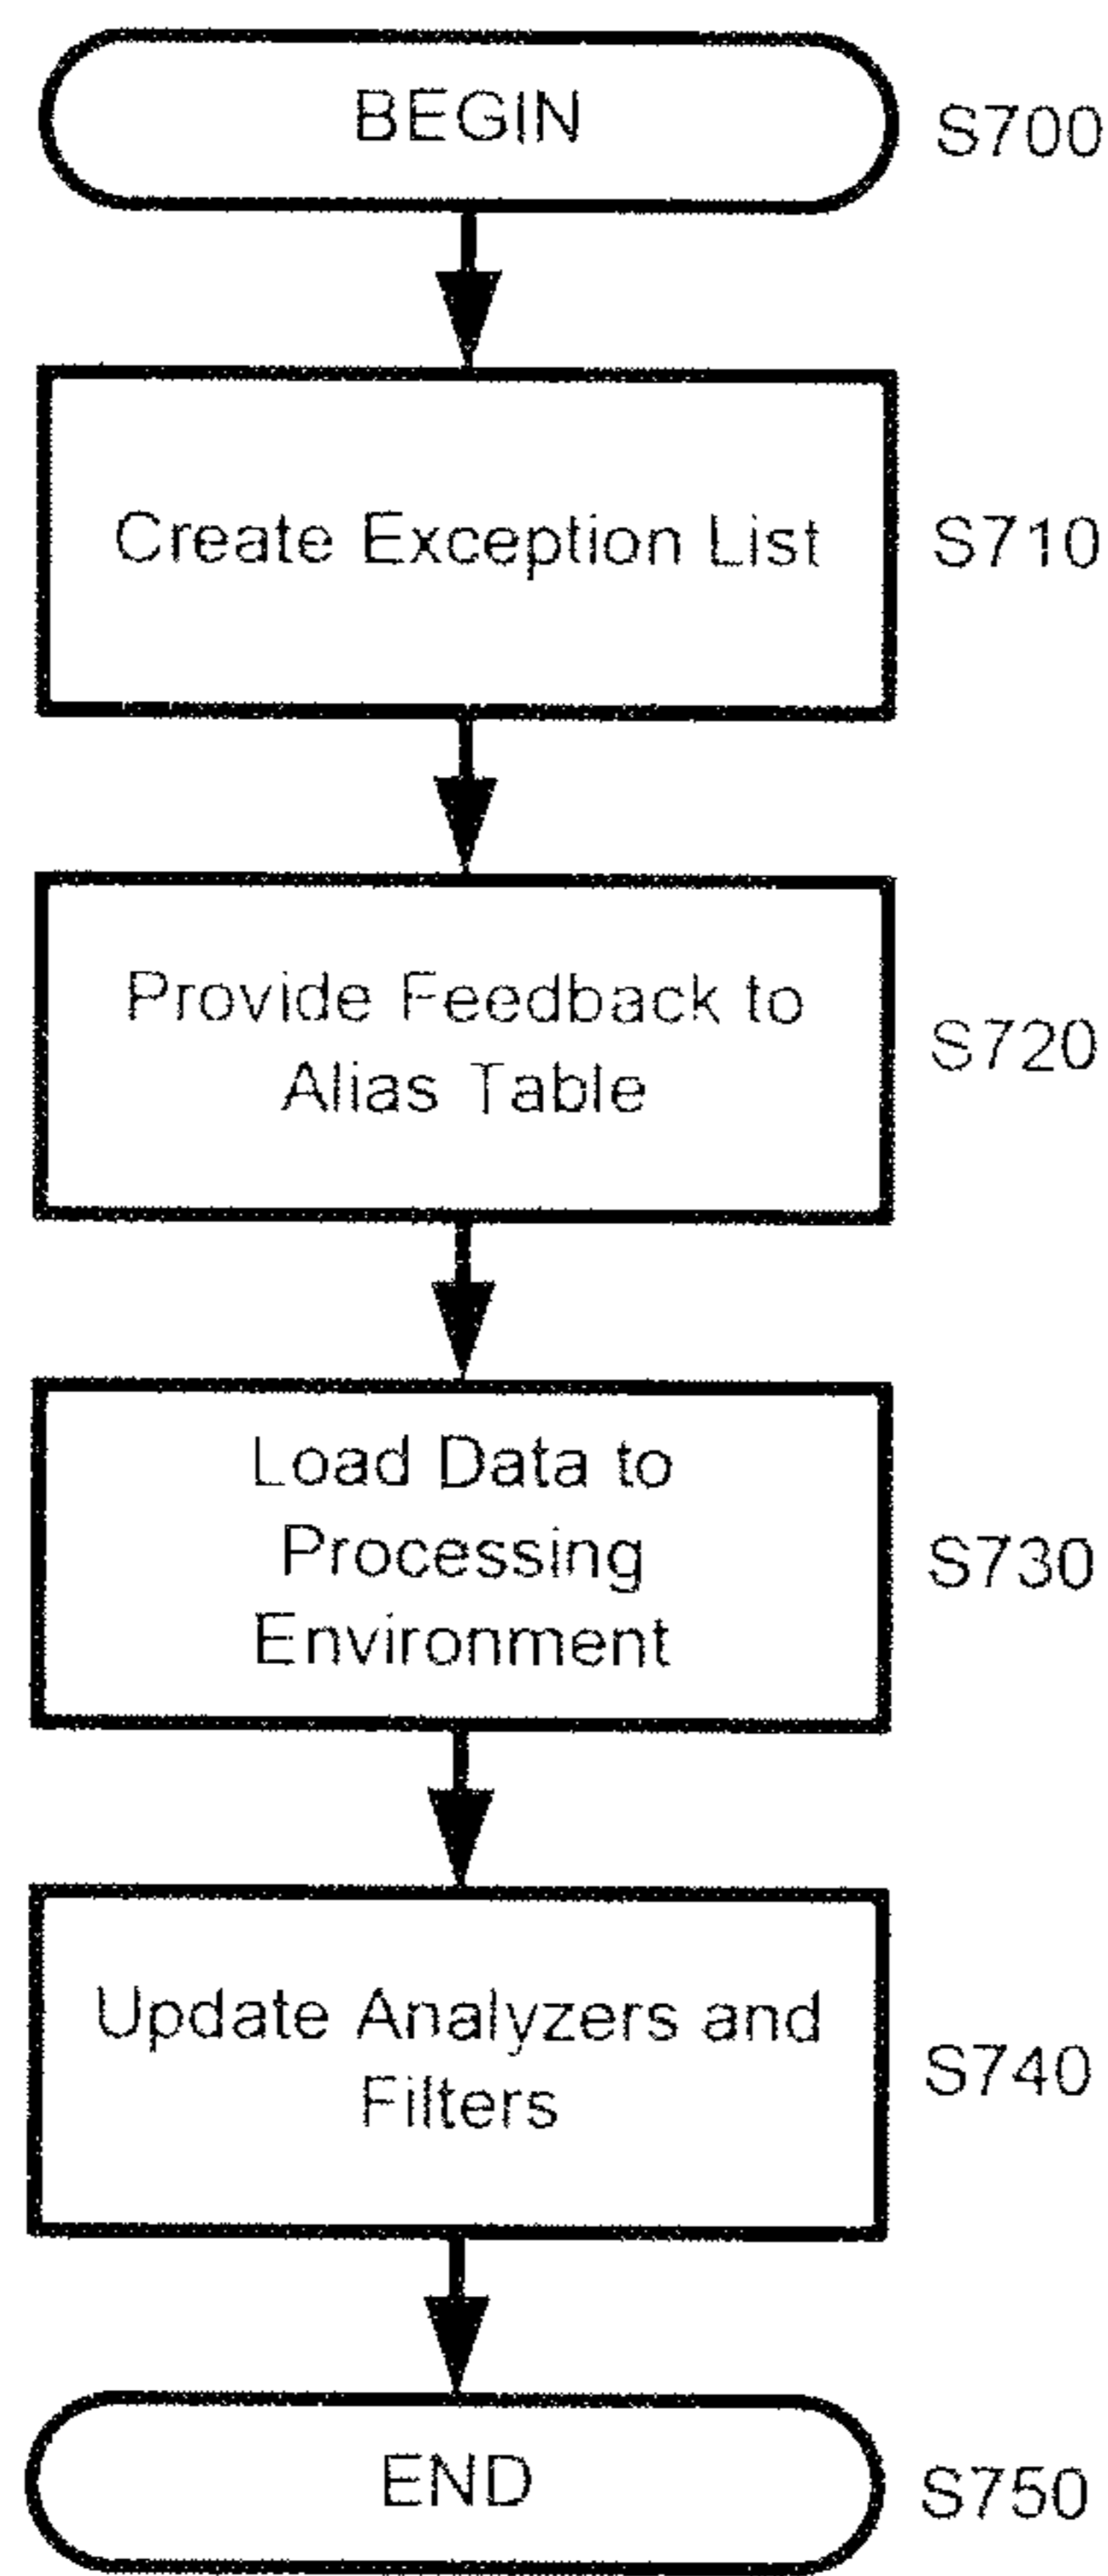 BEGIN
S700
Create Exception List
S710
Provide Feedback to
Alias Table
S720
Load Data to
Processing
Environment
S730
Update Analyzers and
Filters
S740
END
S750